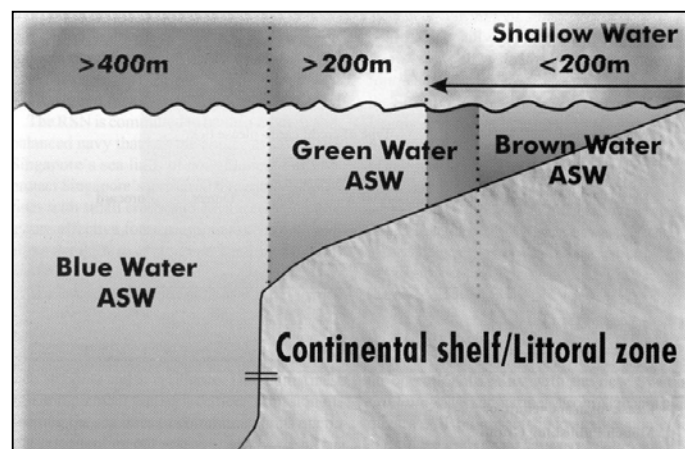 Shallow Water
>400m
>200m
<200m
Green Water
ASW
Brown Water
ASW
Blue Water
ASW
Continental shelf/Littoral zone